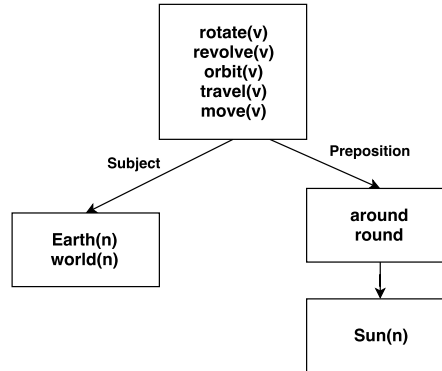 rotate(v)
revolve(v)
orbit(v)
travel(v)
move(v)
Subject
Preposition
Earth(n)
world(n)
around
round
Sun(n)